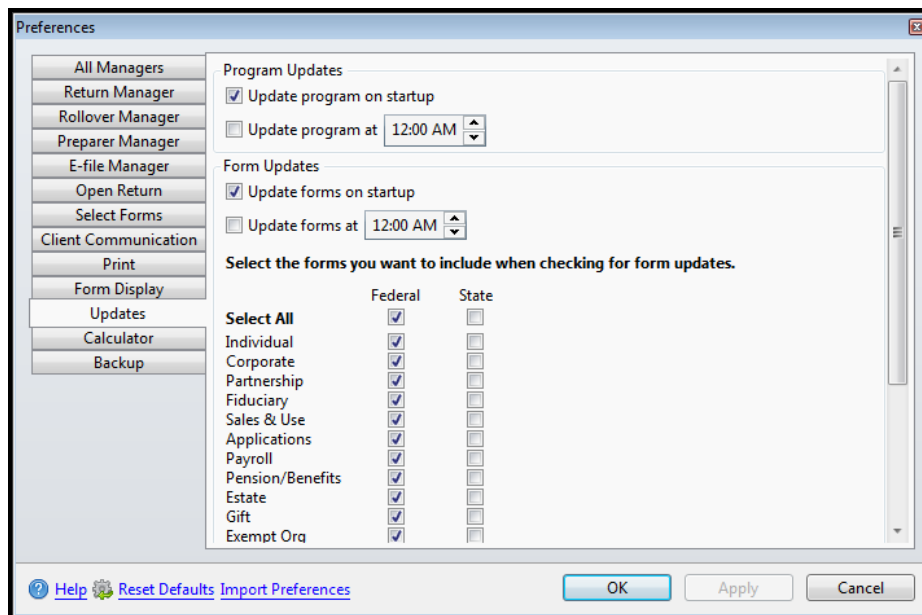 Preferences
All Managers
Return Manager
Rollover Manager
Preparer Manager
E-file Manager
Open Return
Select Forms
Client Communication
Print
Form Display
Updates
Calculator
Backup
Program Updates
Update program on startup
Update program at 12:00 AM
Form Updates
Update forms on startup
Update forms at 12:00 AM
Select the forms you want to include when checking for form updates.
Federal State
Select All
Individual
Corporate
Partnership
Fiduciary
Sales & Use
Applications
Payroll
Pension/Benefits
Estate
Gift
Exempt Org
Help Reset Defaults Import Preferences OK Apply Cancel